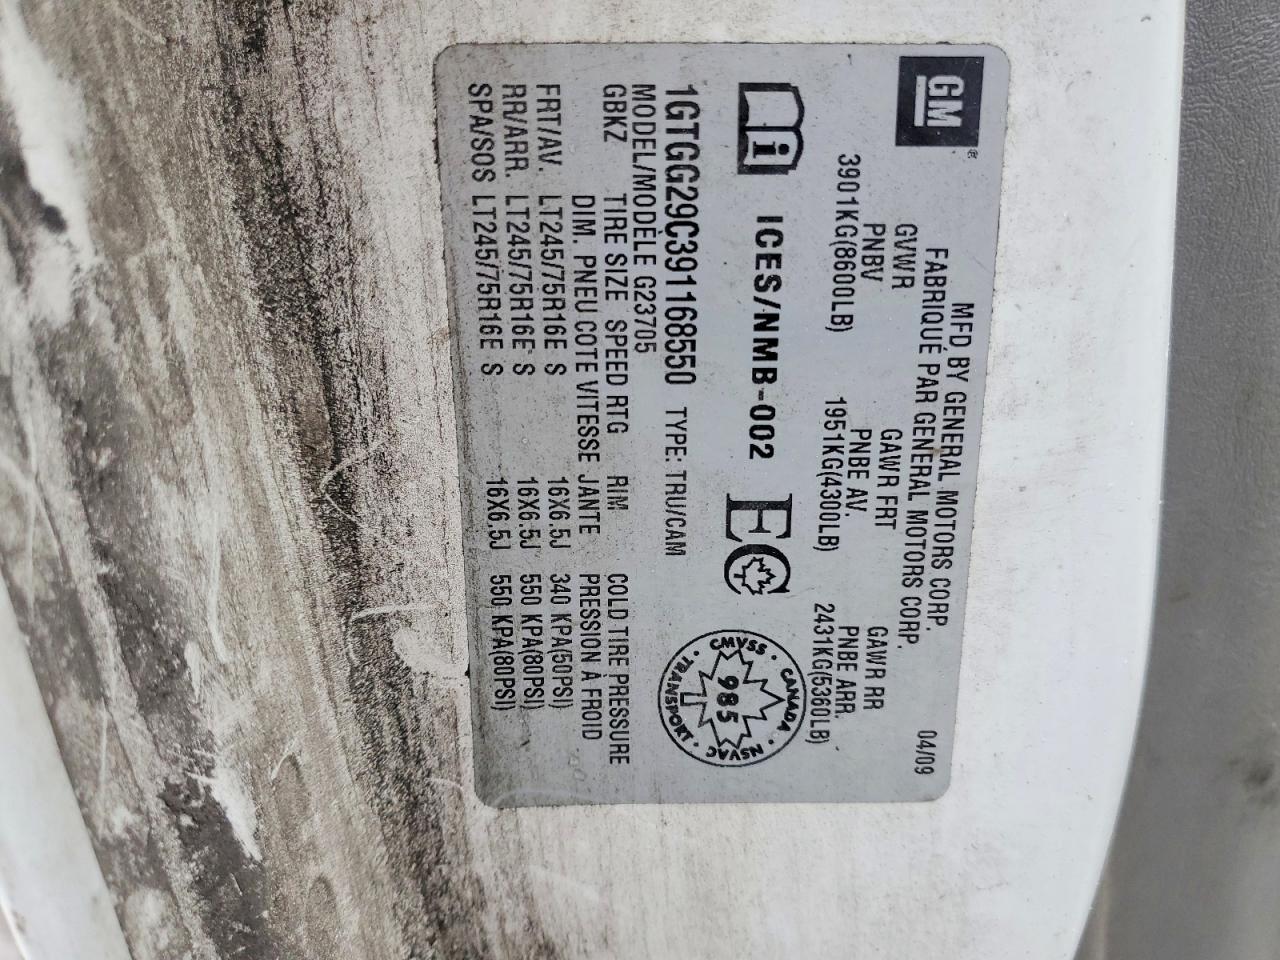 GM®
MFD BY GENERAL MOTORS CORP.
FABRIQUÉ PAR GENERAL MOTORS CORP.
04/09
GVWR GAWR FRT GAWR RR
PNBV PNBE AV. PNBE ARR.
3901KG(8600LB) 1951KG(4300LB) 2431KG(5360LB)
i ICES/NMB-002 EC
CANADA · NSVAC · TRANSPORT · CMVSS ·
985
1GTGG29C391168550 TYPE: TRU/CAM
MODEL/MODÈLE G23705
GBKZ TIRE SIZE SPEED RTG RIM COLD TIRE PRESSURE
DIM. PNEU COTE VITESSE JANTE PRESSION À FROID
FRT/AV. LT245/75R16E S 16X6.5J 340 KPA(50PSI)
RR/ARR. LT245/75R16E S 16X6.5J 550 KPA(80PSI)
SPA/SOS LT245/75R16E S 16X6.5J 550 KPA(80PSI)